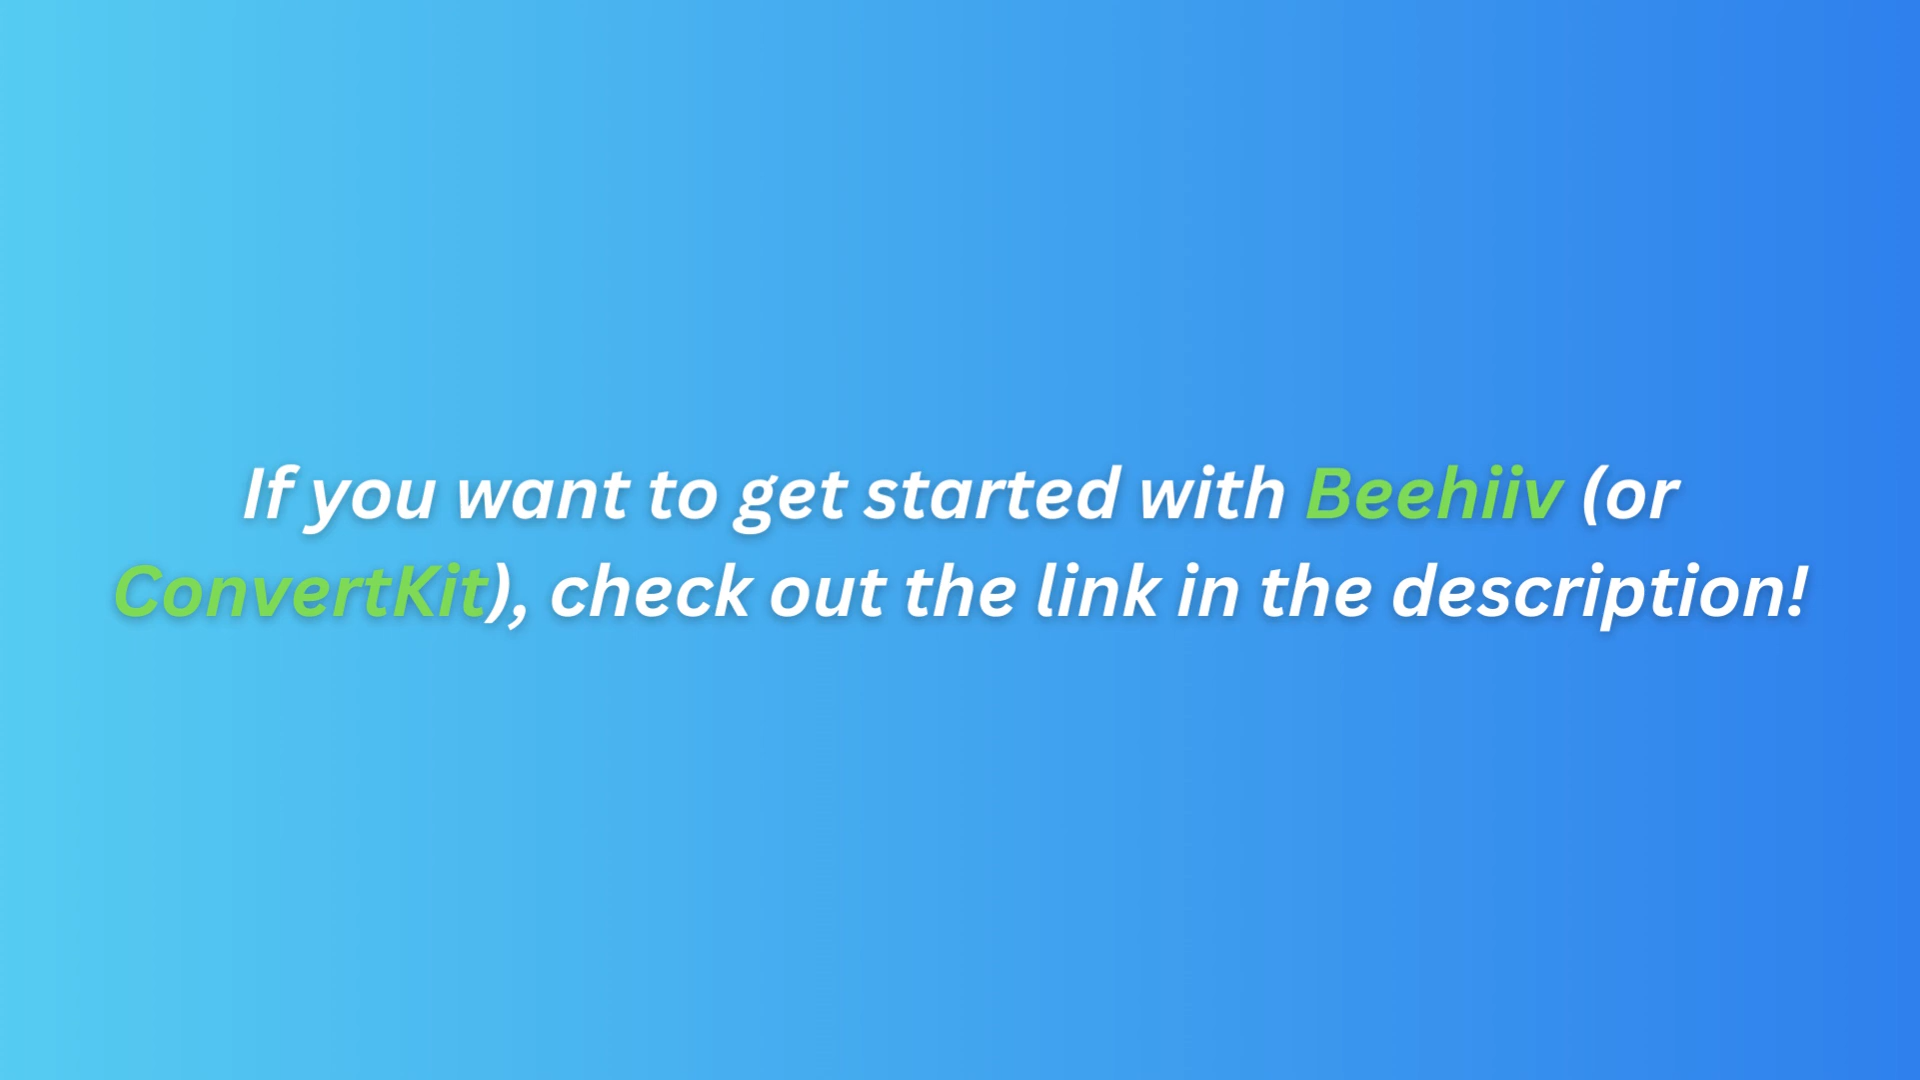 If you want to get started with Beehiiv (or
ConvertKit), check out the link in the description!